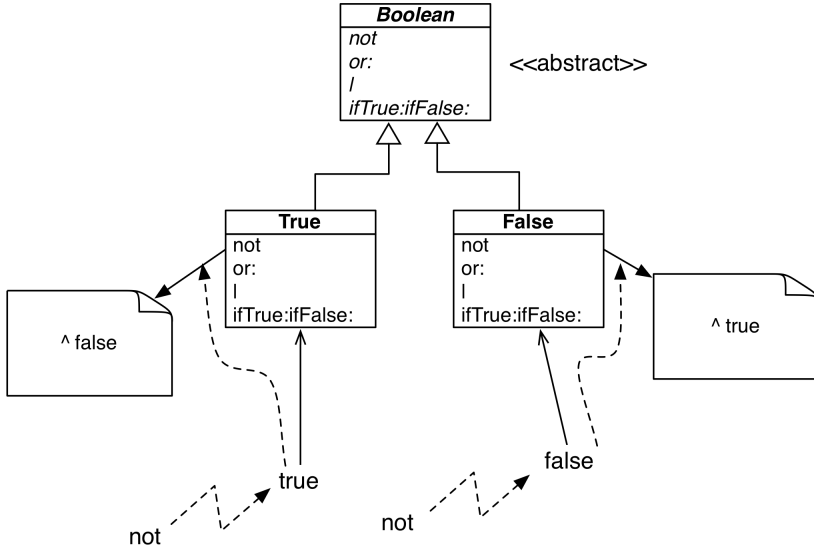 Boolean
not
or:
|
ifTrue:ifFalse:
<<abstract>>
True
not
or:
|
ifTrue:ifFalse:
False
not
or:
|
ifTrue:ifFalse:
^ false
^ true
true
false
not
not